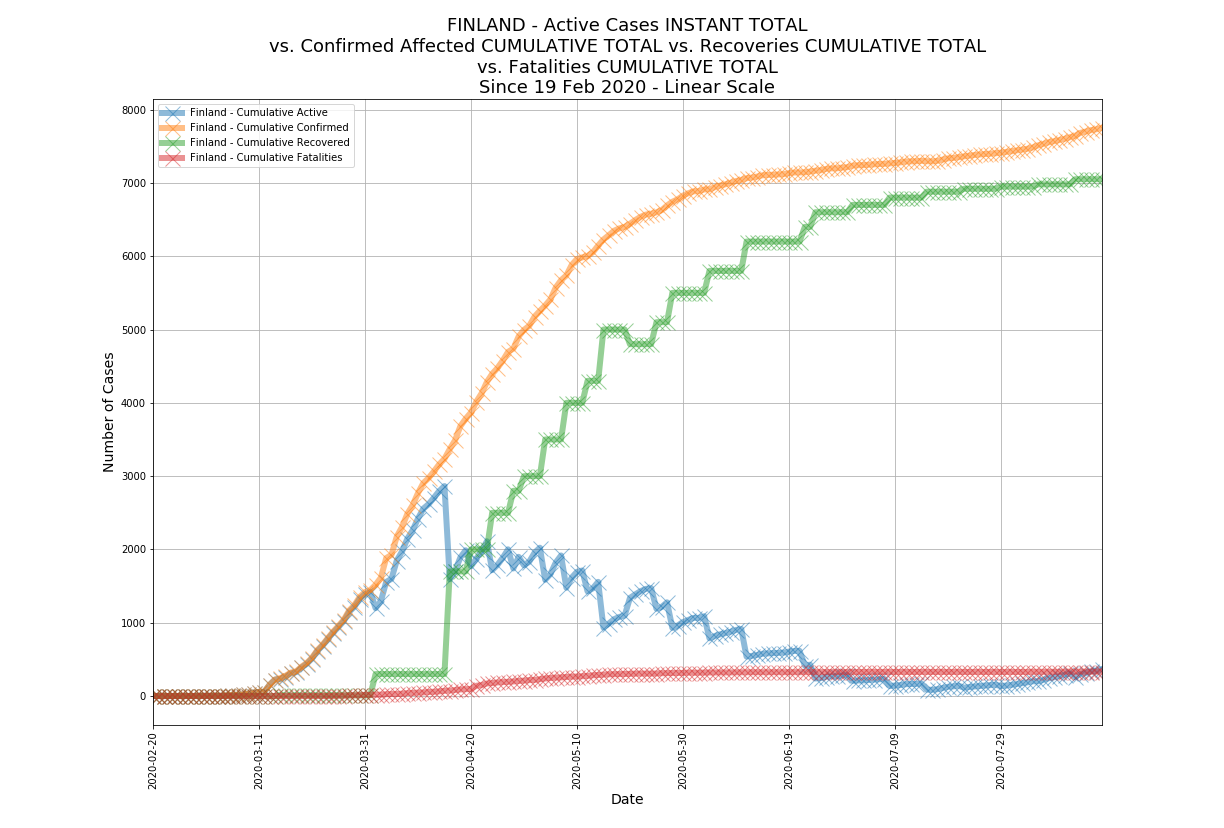 FINLAND - Active Cases INSTANT TOTAL
vs. Confirmed Affected CUMULATIVE TOTAL vs. Recoveries CUMULATIVE TOTAL
vs. Fatalities CUMULATIVE TOTAL
Since 19 Feb 2020 - Linear Scale
Finland - Cumulative Active
Finland - Cumulative Confirmed
Finland - Cumulative Recovered
Finland - Cumulative Fatalities
Number of Cases
8000
7000
6000
5000
4000
3000
2000
1000
0
2020-02-20
2020-03-11
2020-03-31
2020-04-20
2020-05-10
2020-05-30
2020-06-19
2020-07-09
2020-07-29
Date